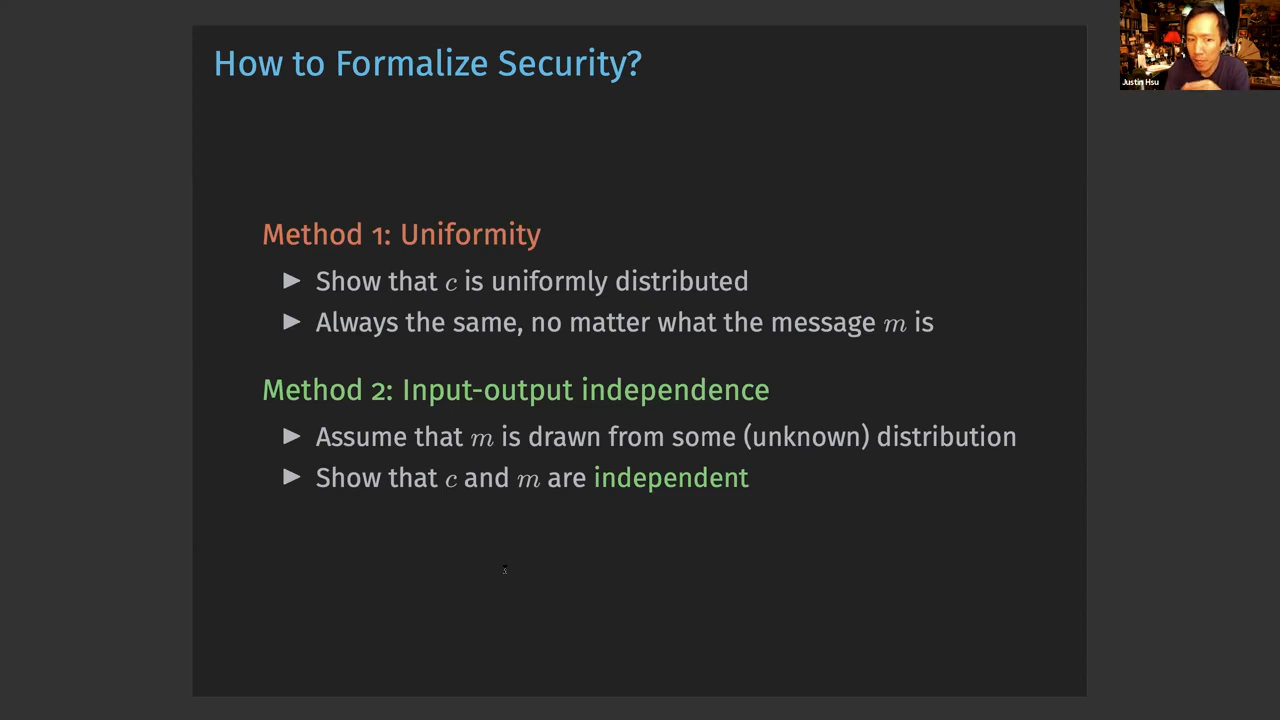 How to Formalize Security?
Justin Hsu
Method 1: Uniformity
▶ Show that c is uniformly distributed
▶ Always the same, no matter what the message m is
Method 2: Input-output independence
▶ Assume that m is drawn from some (unknown) distribution
▶ Show that c and m are independent